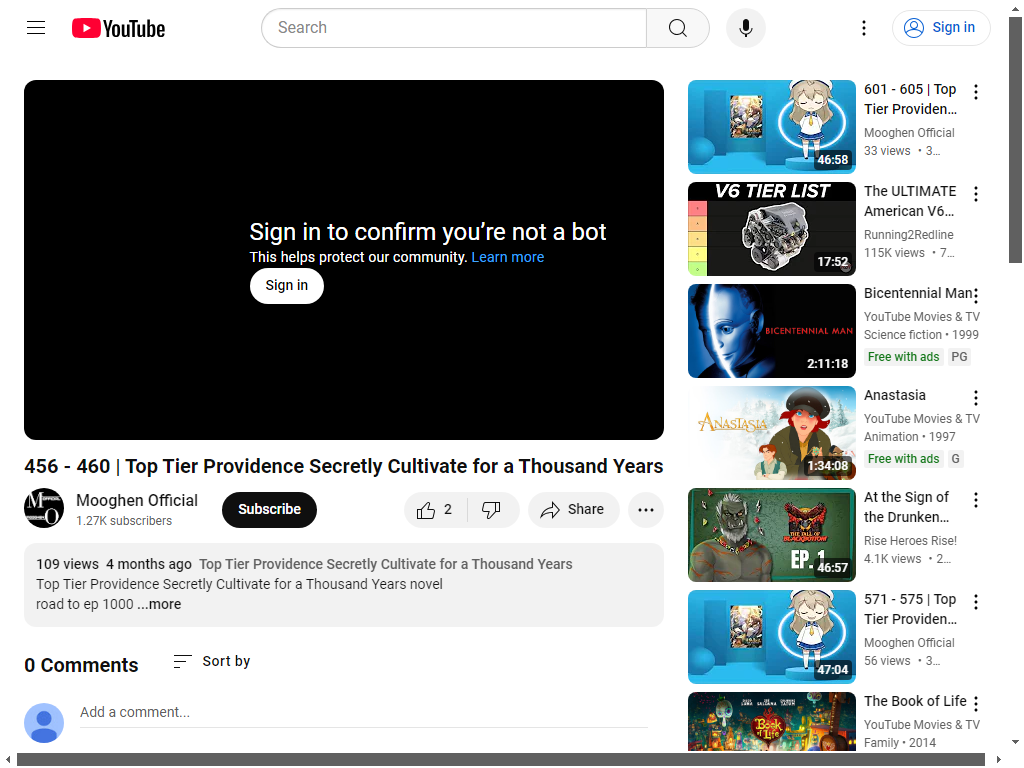 YouTube
Search
Sign in
Sign in to confirm you’re not a bot
This helps protect our community. Learn more
Sign in
456 - 460 | Top Tier Providence Secretly Cultivate for a Thousand Years
Mooghen Official
1.27K subscribers
Subscribe
2
Share
109 views 4 months ago Top Tier Providence Secretly Cultivate for a Thousand Years
Top Tier Providence Secretly Cultivate for a Thousand Years novel
road to ep 1000 ...more
0 Comments
Sort by
Add a comment...
46:58
601 - 605 | Top
Tier Providen…
Mooghen Official
33 views • 3…
V6 TIER LIST
17:52
The ULTIMATE
American V6…
Running2Redline
115K views • 7…
BICENTENNIAL MAN
2:11:18
Bicentennial Man
YouTube Movies & TV
Science fiction • 1999
Free with ads PG
ANASTASIA
1:34:08
Anastasia
YouTube Movies & TV
Animation • 1997
Free with ads G
THE FALL OF
BLACKBOTTOM
EP. 1
46:57
At the Sign of
the Drunken…
Rise Heroes Rise!
4.1K views • 2…
47:04
571 - 575 | Top
Tier Providen…
Mooghen Official
56 views • 3…
Book
of Life
The Book of Life
YouTube Movies & TV
Family • 2014